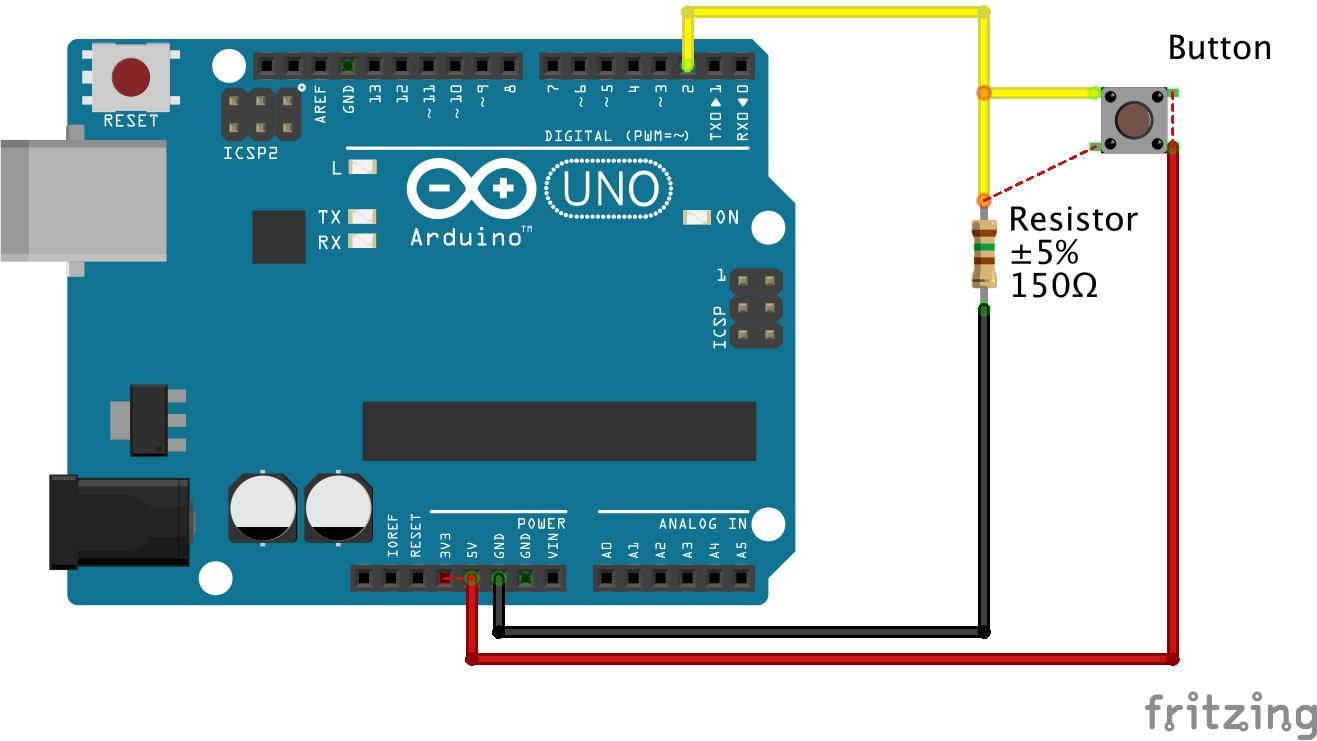 Button
RESET
ICSP2
AREF
GND
13
12
~11
~10
~9
8
7
~6
~5
4
~3
2
TX0▶1
RX0◀0
DIGITAL (PWM=~)
L
TX
RX
UNO
ON
Arduino™
1
ICSP
Resistor
±5%
150Ω
POWER
ANALOG IN
IOREF
RESET
3V3
5V
GND
GND
VIN
A0
A1
A2
A3
A4
A5
fritzing